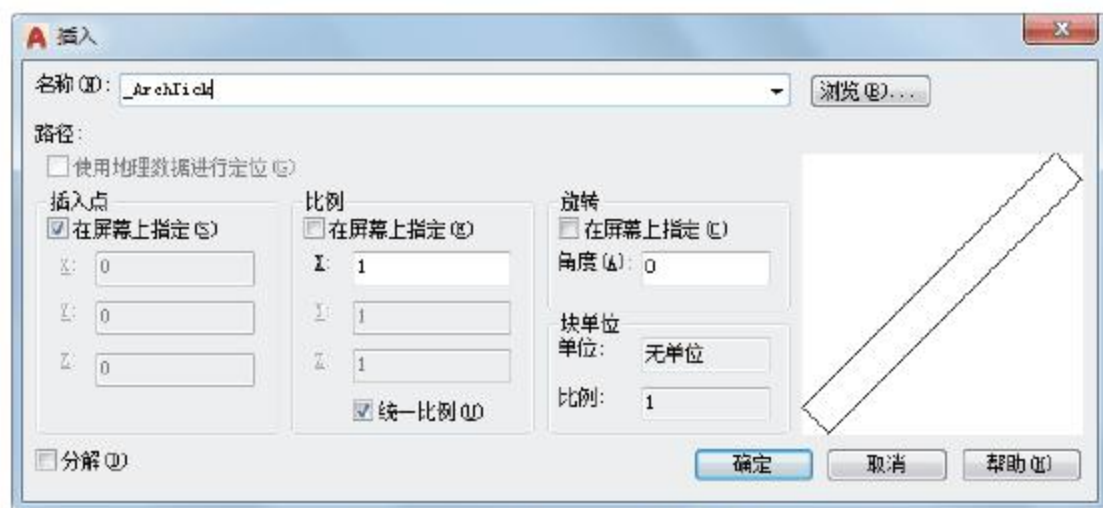 插入
名称(N): _ArchTick 浏览(B)...
路径:
使用地理数据进行定位(G)
插入点 比例 旋转
在屏幕上指定(S) 在屏幕上指定(E) 在屏幕上指定(C)
X: 0 X: 1 角度(A): 0
Y: 0 Y: 1 块单位
单位: 无单位
Z: 0 Z: 1
比例: 1
统一比例(U)
分解(D) 确定 取消 帮助(H)